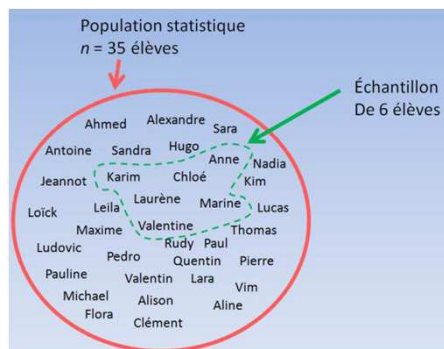 Population statistique
n = 35 élèves
Échantillon
De 6 élèves
Ahmed Alexandre Sara
Antoine Sandra Hugo Anne Nadia
Jeannot Karim Chloé Kim
Loïck Leila Laurène Marine Lucas
Maxime Valentine Thomas
Ludovic Pedro Rudy Paul
Quentin Pierre
Pauline Valentin Lara Vim
Michael Alison Aline
Flora Clément